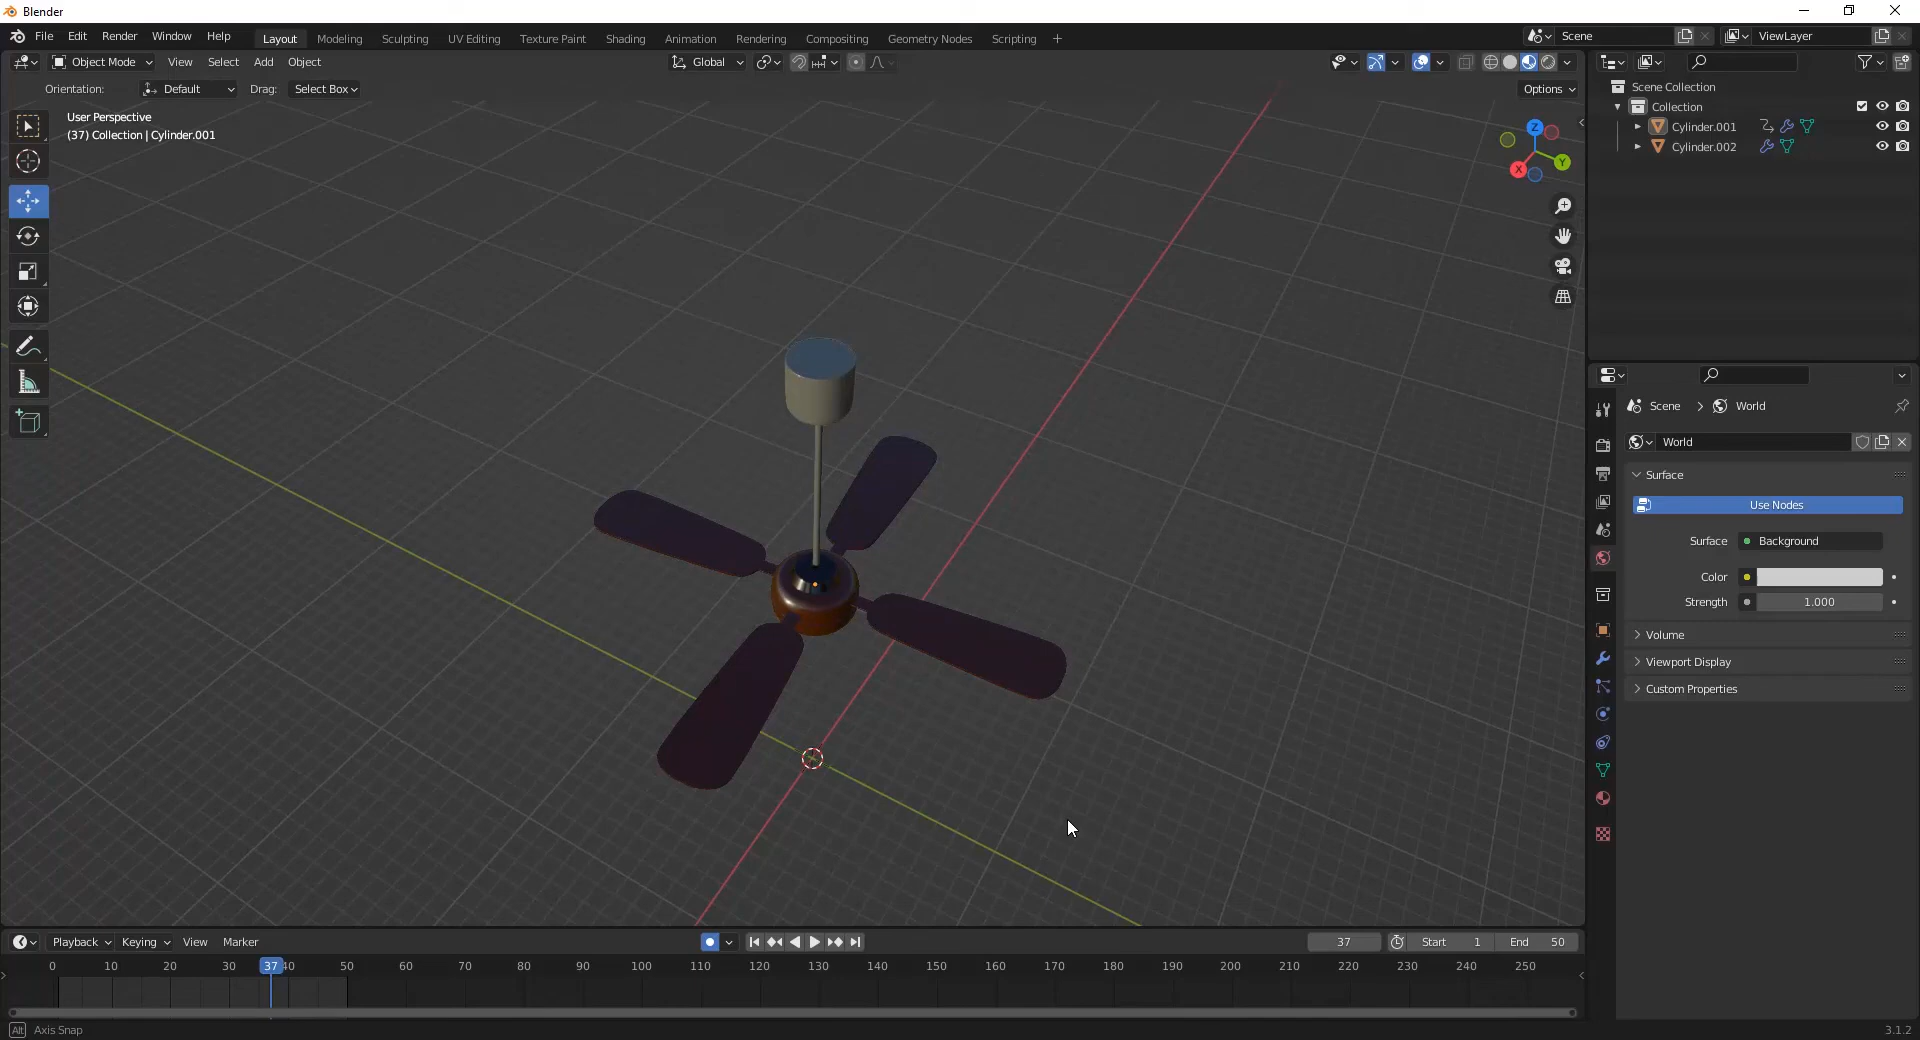 Blender
File Edit Render Window Help Layout Modeling Sculpting UV Editing Texture Paint Shading Animation Rendering Compositing Geometry Nodes Scripting + Scene ViewLayer
Object Mode View Select Add Object Global
Orientation: Default Drag: Select Box Options
User Perspective
(37) Collection | Cylinder.001
Z
Y
X
Scene Collection
Collection
Cylinder.001
Cylinder.002
Scene > World
World
Surface
Use Nodes
Surface Background
Color
Strength 1.000
Volume
Viewport Display
Custom Properties
Playback Keying View Marker 37 Start 1 End 50
0 10 20 30 37 40 50 60 70 80 90 100 110 120 130 140 150 160 170 180 190 200 210 220 230 240 250
Alt Axis Snap 3.1.2